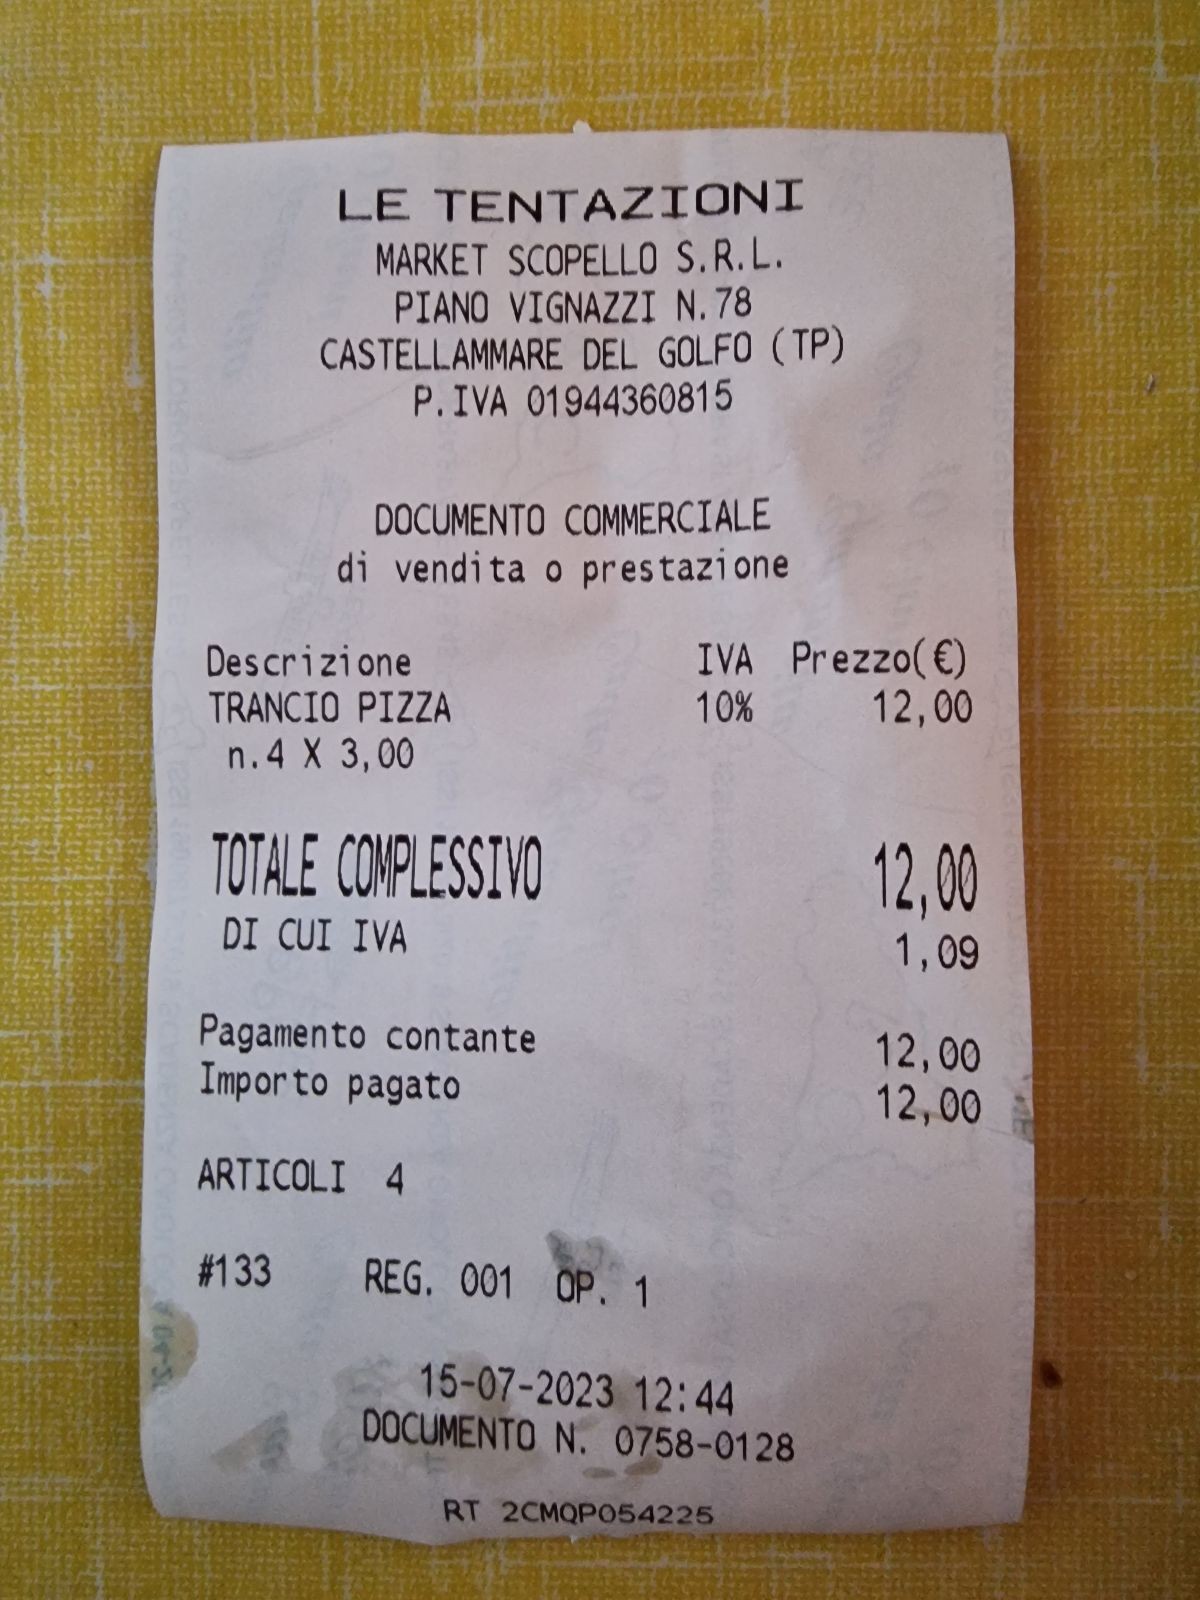 LE TENTAZIONI
MARKET SCOPELLO S.R.L.
PIANO VIGNAZZI N.78
CASTELLAMMARE DEL GOLFO (TP)
P.IVA 01944360815
DOCUMENTO COMMERCIALE
di vendita o prestazione
Descrizione IVA Prezzo(€)
TRANCIO PIZZA 10% 12,00
n.4 X 3,00
TOTALE COMPLESSIVO 12,00
DI CUI IVA 1,09
Pagamento contante 12,00
Importo pagato 12,00
ARTICOLI 4
#133 REG. 001 OP. 1
15-07-2023 12:44
DOCUMENTO N. 0758-0128
RT 2CMQP054225